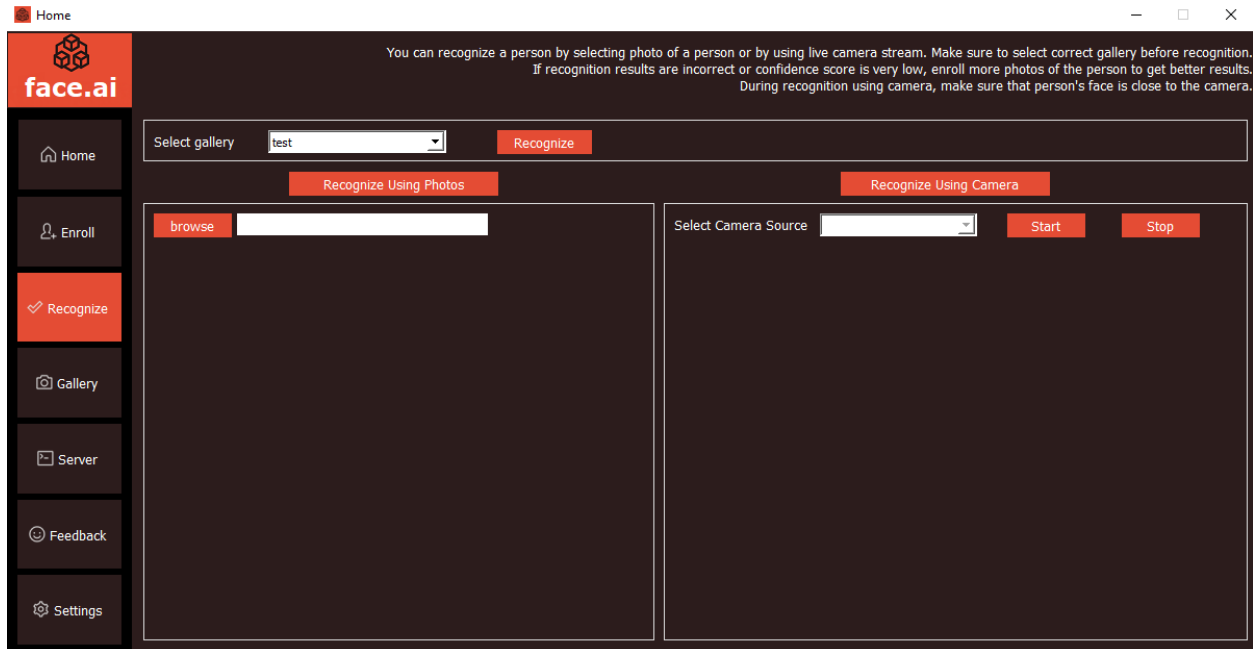 Home
face.ai
You can recognize a person by selecting photo of a person or by using live camera stream. Make sure to select correct gallery before recognition.
If recognition results are incorrect or confidence score is very low, enroll more photos of the person to get better results.
During recognition using camera, make sure that person's face is close to the camera.
Home
Enroll
Recognize
Gallery
Server
Feedback
Settings
Select gallery test Recognize
Recognize Using Photos
browse
Recognize Using Camera
Select Camera Source Start Stop